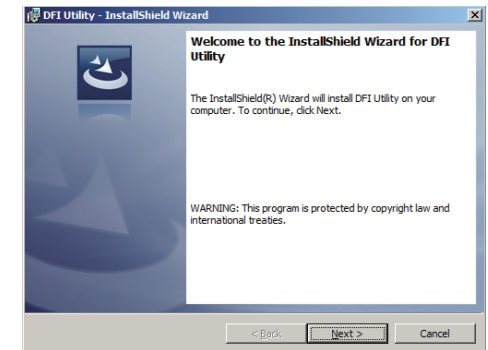 DFI Utility - InstallShield Wizard
Welcome to the InstallShield Wizard for DFI
Utility
The InstallShield(R) Wizard will install DFI Utility on your
computer. To continue, click Next.
WARNING: This program is protected by copyright law and
international treaties.
< Back Next > Cancel